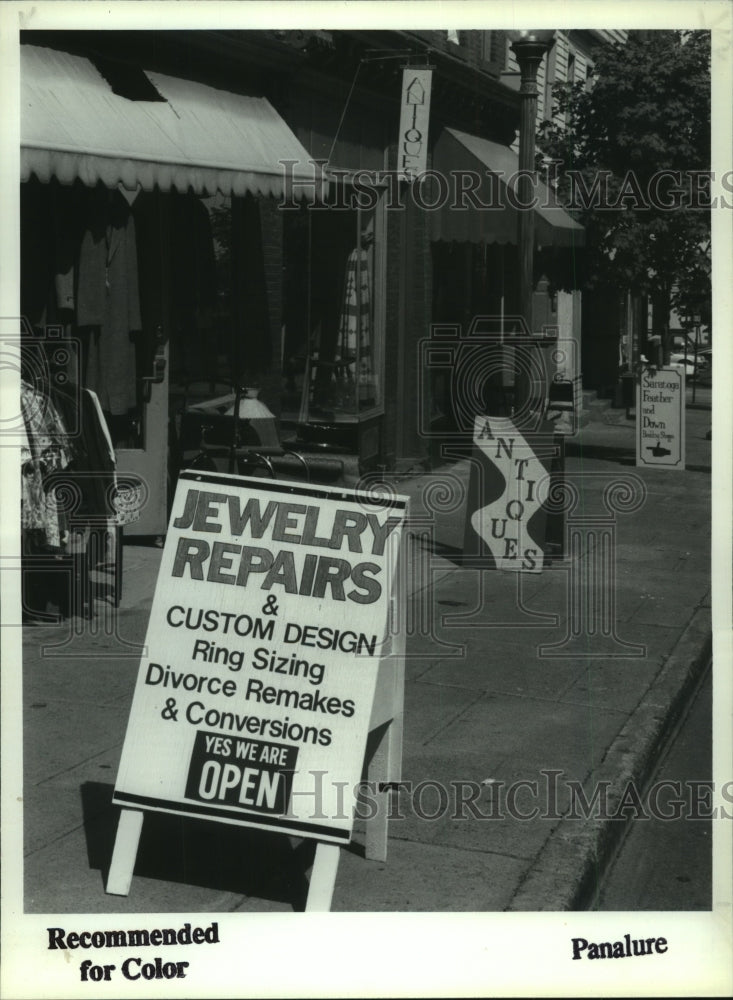 ANTIQUES
JEWELRY
REPAIRS
&
CUSTOM DESIGN
Ring Sizing
Divorce Remakes
& Conversions
YES WE ARE
OPEN
ANTIQUES
Saratoga
Feather
and
Down
HISTORIC IMAGES
HISTORIC IMAGES
Recommended
for Color
Panalure